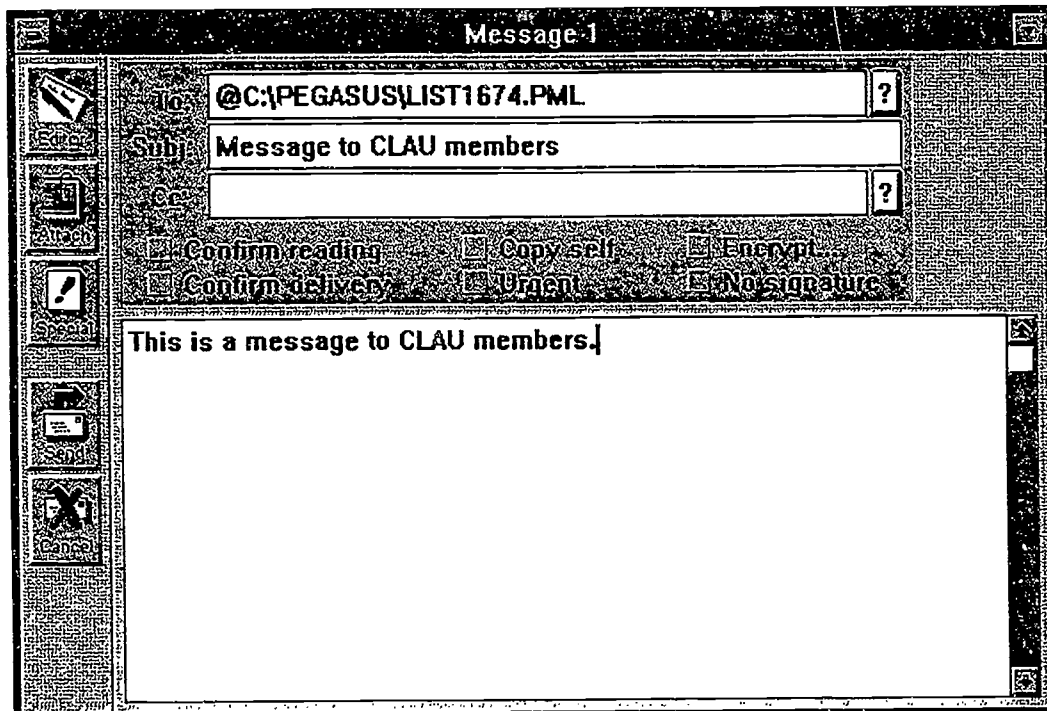 Message 1
To: @C:\PEGASUS\LIST1674.PML ?
Subj: Message to CLAU members
Cc: ?
Confirm reading Copy self Encrypt...
Confirm delivery Urgent No signature
Attach
Special
Send
Cancel
This is a message to CLAU members.